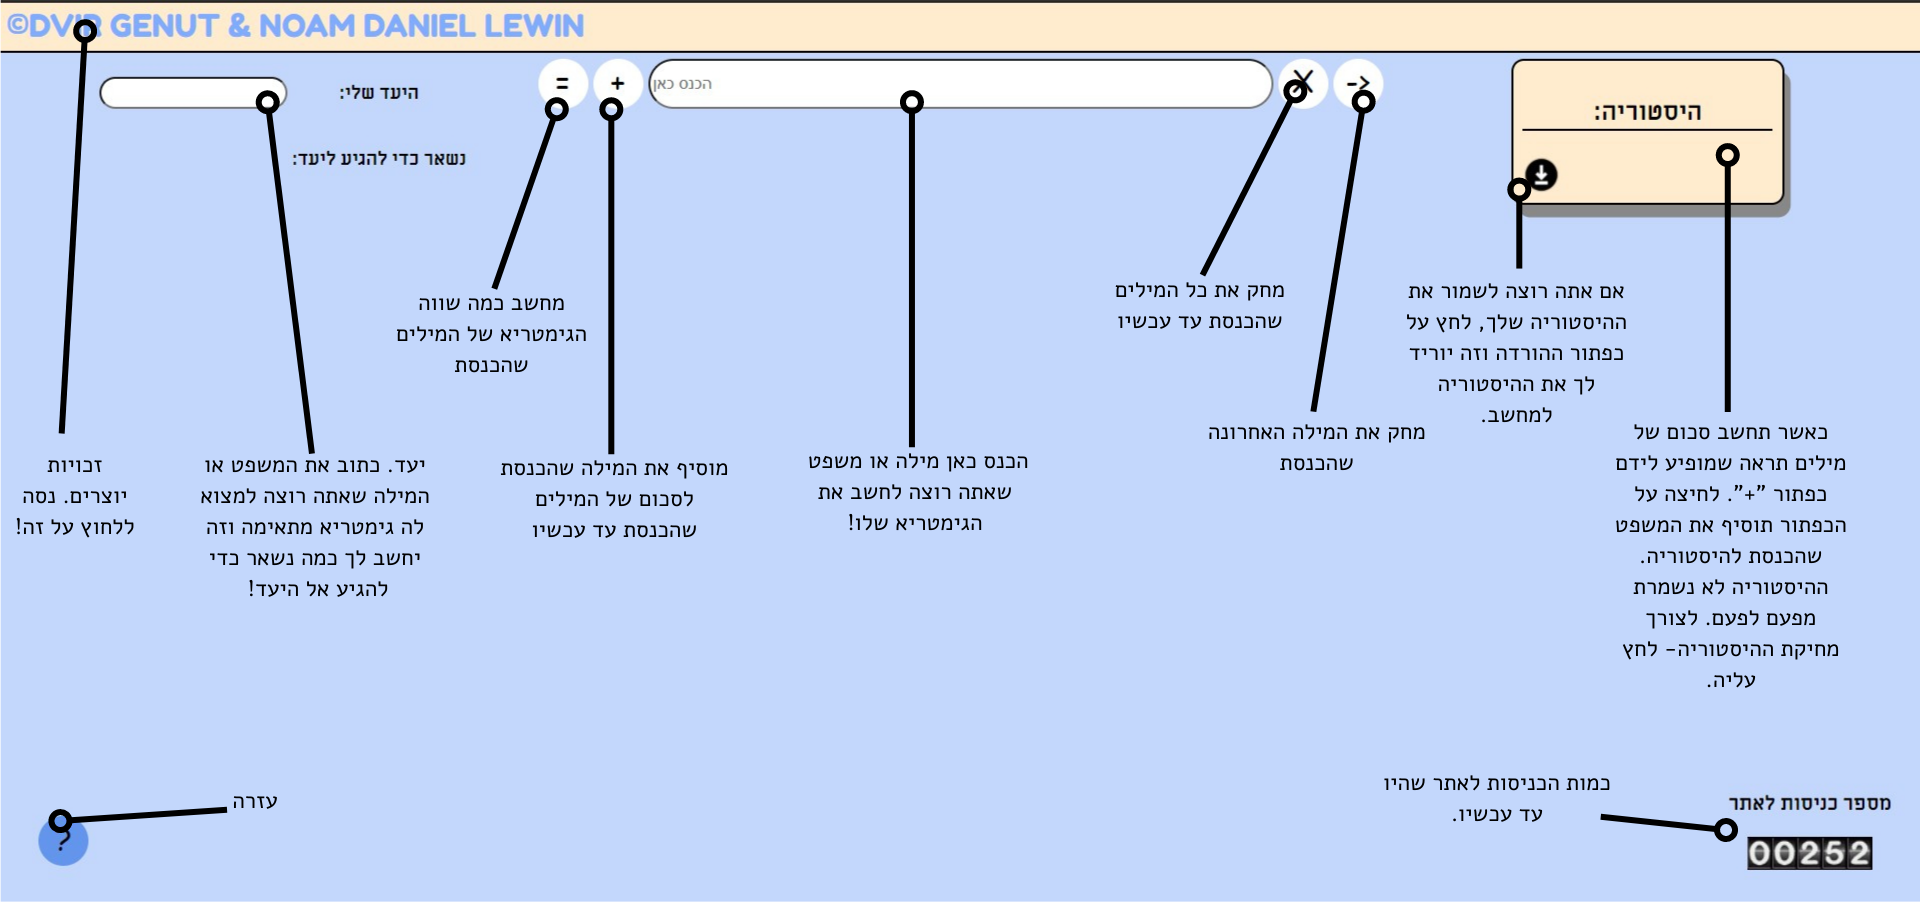 ©DVIR GENUT & NOAM DANIEL LEWIN
היסטוריה:
->
X
הכנס כאן
+
=
היעד שלי:
נשאר כדי להגיע ליעד:
כאשר תחשב סכום של
מילים תראה שמופיע לידם
כפתור "+". לחיצה על
הכפתור תוסיף את המשפט
שהכנסת להיסטוריה.
ההיסטוריה לא נשמרת
מפעם לפעם. לצורך
מחיקת ההיסטוריה- לחץ
עליה.
אם אתה רוצה לשמור את
ההיסטוריה שלך, לחץ על
כפתור ההורדה וזה יוריד
לך את ההיסטוריה
למחשב.
מחק את המילה האחרונה
שהכנסת
מחק את כל המילים
שהכנסת עד עכשיו
הכנס כאן מילה או משפט
שאתה רוצה לחשב את
הגימטריא שלו!
מוסיף את המילה שהכנסת
לסכום של המילים
שהכנסת עד עכשיו
מחשב כמה שווה
הגימטריא של המילים
שהכנסת
יעד. כתוב את המשפט או
המילה שאתה רוצה למצוא
לה גימטריא מתאימה וזה
יחשב לך כמה נשאר כדי
להגיע אל היעד!
זכויות
יוצרים. נסה
ללחוץ על זה!
מספר כניסות לאתר
00252
כמות הכניסות לאתר שהיו
עד עכשיו.
עזרה
?